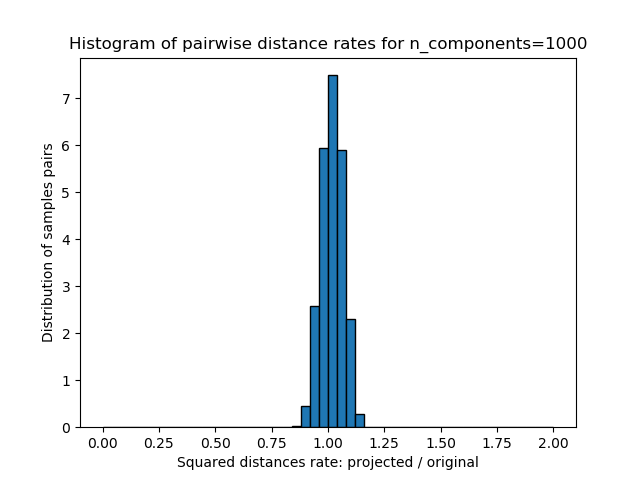 Histogram of pairwise distance rates for n_components=1000
Distribution of samples pairs
7
6
5
4
3
2
1
0
0.00 0.25 0.50 0.75 1.00 1.25 1.50 1.75 2.00
Squared distances rate: projected / original